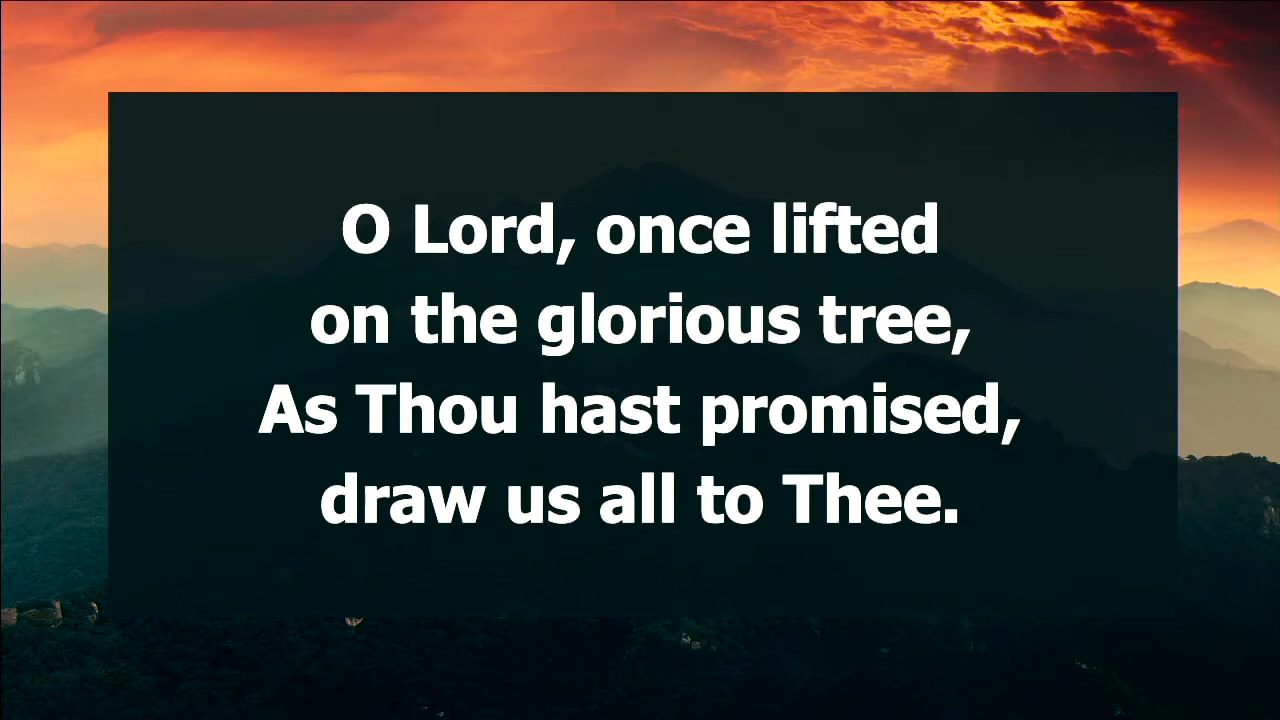 O Lord, once lifted
on the glorious tree,
As Thou hast promised,
draw us all to Thee.